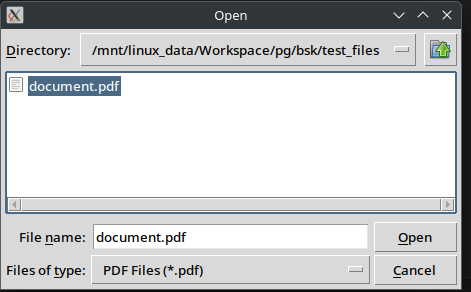 Open
Directory: /mnt/linux_data/Workspace/pg/bsk/test_files
document.pdf
File name: document.pdf Open
Files of type: PDF Files (*.pdf) Cancel